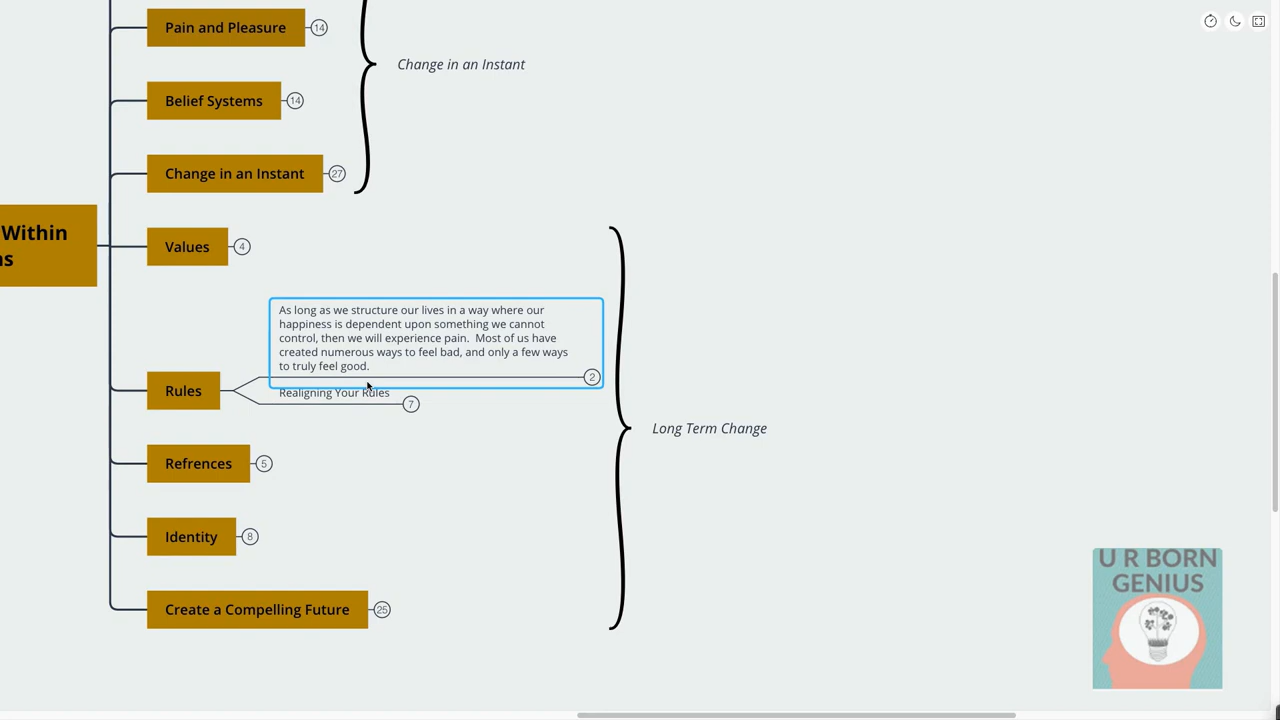 Pain and Pleasure
14
Change in an Instant
Belief Systems
14
Change in an Instant
27
Within
ns
Values
4
As long as we structure our lives in a way where our
happiness is dependent upon something we cannot
control, then we will experience pain.  Most of us have
created numerous ways to feel bad, and only a few ways
to truly feel good.
2
Rules
Realigning Your Rules
7
Long Term Change
Refrences
5
Identity
8
Create a Compelling Future
25
U R BORN
GENIUS